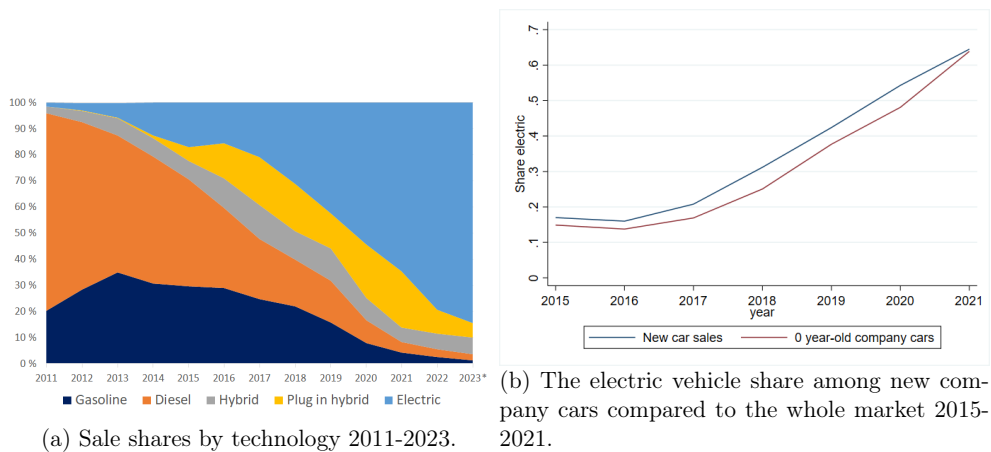 100 %
90 %
80 %
70 %
60 %
50 %
40 %
30 %
20 %
10 %
0 %
2011 2012 2013 2014 2015 2016 2017 2018 2019 2020 2021 2022 2023*
Gasoline Diesel Hybrid Plug in hybrid Electric
(a) Sale shares by technology 2011-2023.
Share electric
.7
.6
.5
.4
.3
.2
.1
0
2015 2016 2017 2018 2019 2020 2021
year
New car sales 0 year-old company cars
(b) The electric vehicle share among new com-
pany cars compared to the whole market 2015-
2021.